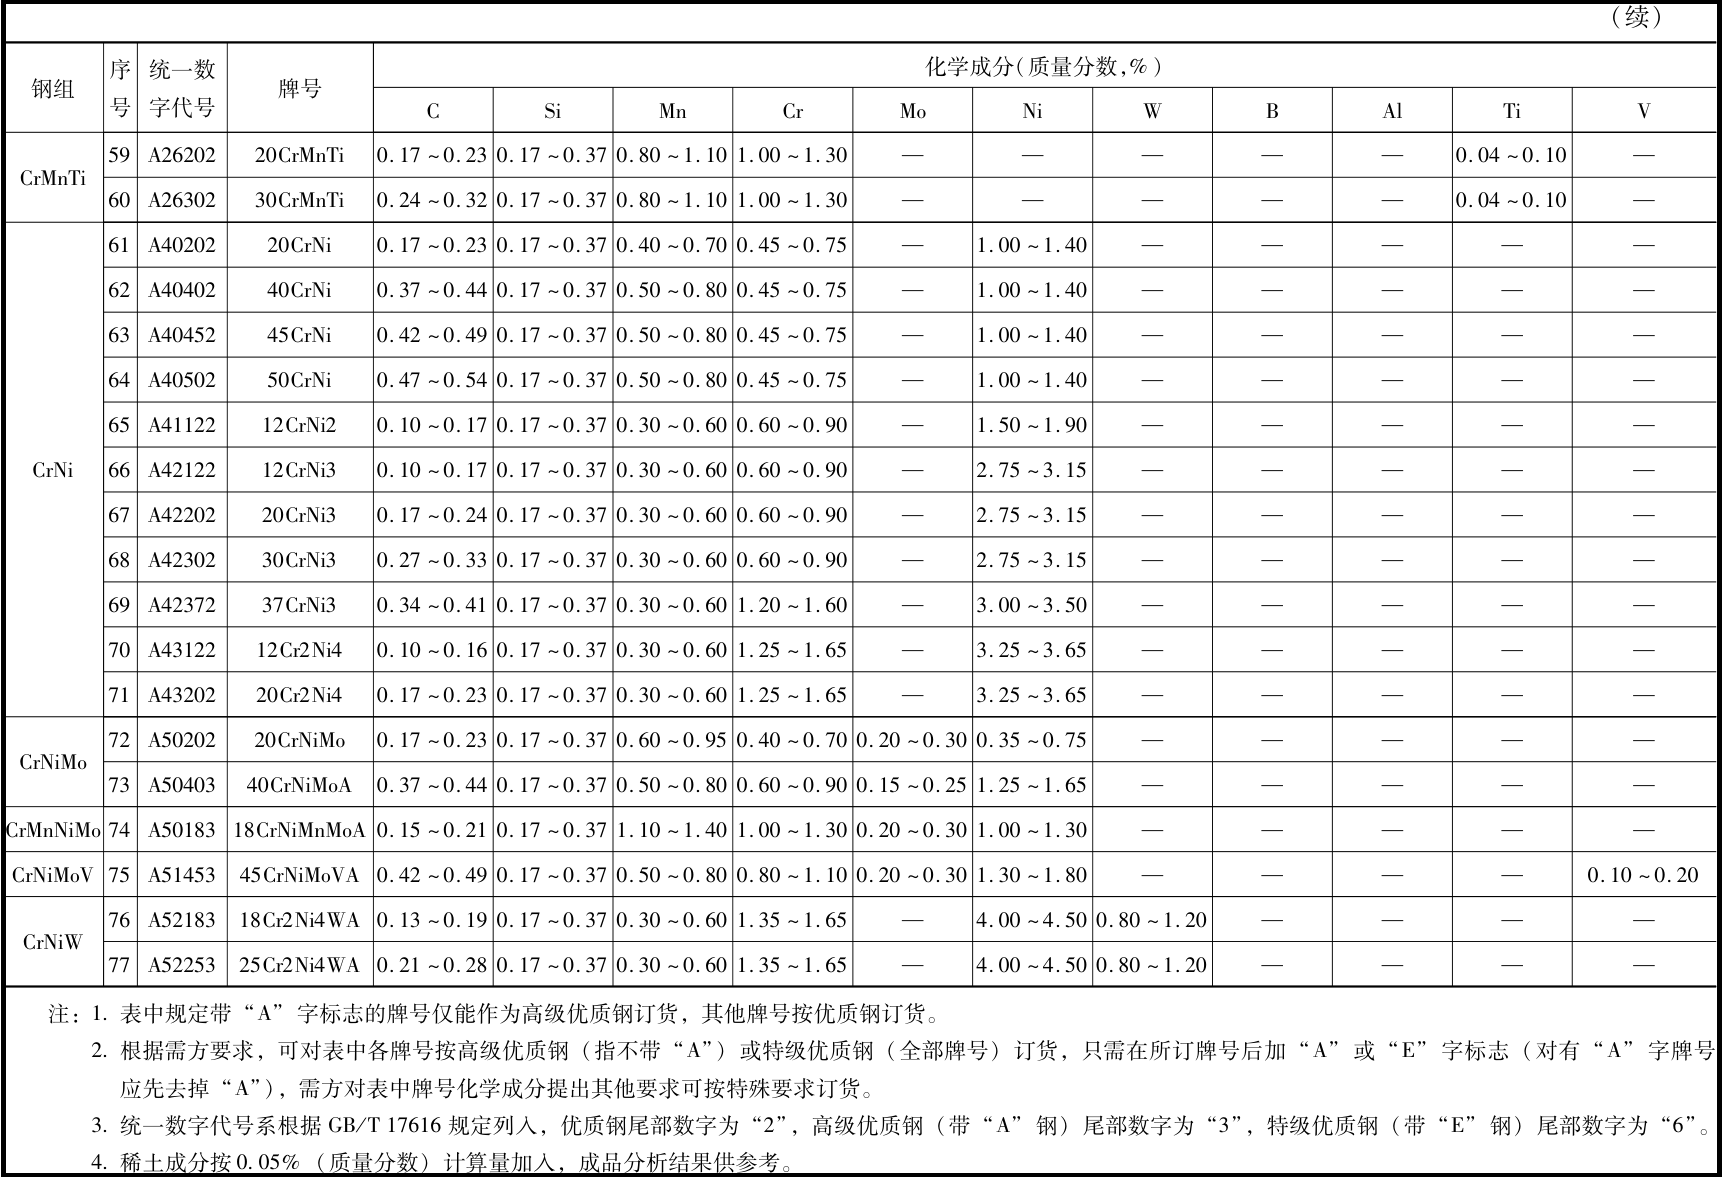 （续）
钢组 序号 统一数字代号 牌号 化学成分(质量分数,%)
C Si Mn Cr Mo Ni W B Al Ti V
CrMnTi 59 A26202 20CrMnTi 0.17～0.23 0.17～0.37 0.80～1.10 1.00～1.30 — — — — — 0.04～0.10 —
60 A26302 30CrMnTi 0.24～0.32 0.17～0.37 0.80～1.10 1.00～1.30 — — — — — 0.04～0.10 —
CrNi 61 A40202 20CrNi 0.17～0.23 0.17～0.37 0.40～0.70 0.45～0.75 — 1.00～1.40 — — — — —
62 A40402 40CrNi 0.37～0.44 0.17～0.37 0.50～0.80 0.45～0.75 — 1.00～1.40 — — — — —
63 A40452 45CrNi 0.42～0.49 0.17～0.37 0.50～0.80 0.45～0.75 — 1.00～1.40 — — — — —
64 A40502 50CrNi 0.47～0.54 0.17～0.37 0.50～0.80 0.45～0.75 — 1.00～1.40 — — — — —
65 A41122 12CrNi2 0.10～0.17 0.17～0.37 0.30～0.60 0.60～0.90 — 1.50～1.90 — — — — —
66 A42122 12CrNi3 0.10～0.17 0.17～0.37 0.30～0.60 0.60～0.90 — 2.75～3.15 — — — — —
67 A42202 20CrNi3 0.17～0.24 0.17～0.37 0.30～0.60 0.60～0.90 — 2.75～3.15 — — — — —
68 A42302 30CrNi3 0.27～0.33 0.17～0.37 0.30～0.60 0.60～0.90 — 2.75～3.15 — — — — —
69 A42372 37CrNi3 0.34～0.41 0.17～0.37 0.30～0.60 1.20～1.60 — 3.00～3.50 — — — — —
70 A43122 12Cr2Ni4 0.10～0.16 0.17～0.37 0.30～0.60 1.25～1.65 — 3.25～3.65 — — — — —
71 A43202 20Cr2Ni4 0.17～0.23 0.17～0.37 0.30～0.60 1.25～1.65 — 3.25～3.65 — — — — —
CrNiMo 72 A50202 20CrNiMo 0.17～0.23 0.17～0.37 0.60～0.95 0.40～0.70 0.20～0.30 0.35～0.75 — — — — —
73 A50403 40CrNiMoA 0.37～0.44 0.17～0.37 0.50～0.80 0.60～0.90 0.15～0.25 1.25～1.65 — — — — —
CrMnNiMo 74 A50183 18CrNiMnMoA 0.15～0.21 0.17～0.37 1.10～1.40 1.00～1.30 0.20～0.30 1.00～1.30 — — — — —
CrNiMoV 75 A51453 45CrNiMoVA 0.42～0.49 0.17～0.37 0.50～0.80 0.80～1.10 0.20～0.30 1.30～1.80 — — — — 0.10～0.20
CrNiW 76 A52183 18Cr2Ni4WA 0.13～0.19 0.17～0.37 0.30～0.60 1.35～1.65 — 4.00～4.50 0.80～1.20 — — — —
77 A52253 25Cr2Ni4WA 0.21～0.28 0.17～0.37 0.30～0.60 1.35～1.65 — 4.00～4.50 0.80～1.20 — — — —
注：1. 表中规定带“A”字标志的牌号仅能作为高级优质钢订货，其他牌号按优质钢订货。
2. 根据需方要求，可对表中各牌号按高级优质钢（指不带“A”）或特级优质钢（全部牌号）订货，只需在所订牌号后加“A”或“E”字标志（对有“A”字牌号
应先去掉“A”），需方对表中牌号化学成分提出其他要求可按特殊要求订货。
3. 统一数字代号系根据 GB/T 17616 规定列入，优质钢尾部数字为“2”，高级优质钢（带“A”钢）尾部数字为“3”，特级优质钢（带“E”钢）尾部数字为“6”。
4. 稀土成分按0.05%（质量分数）计算量加入，成品分析结果供参考。